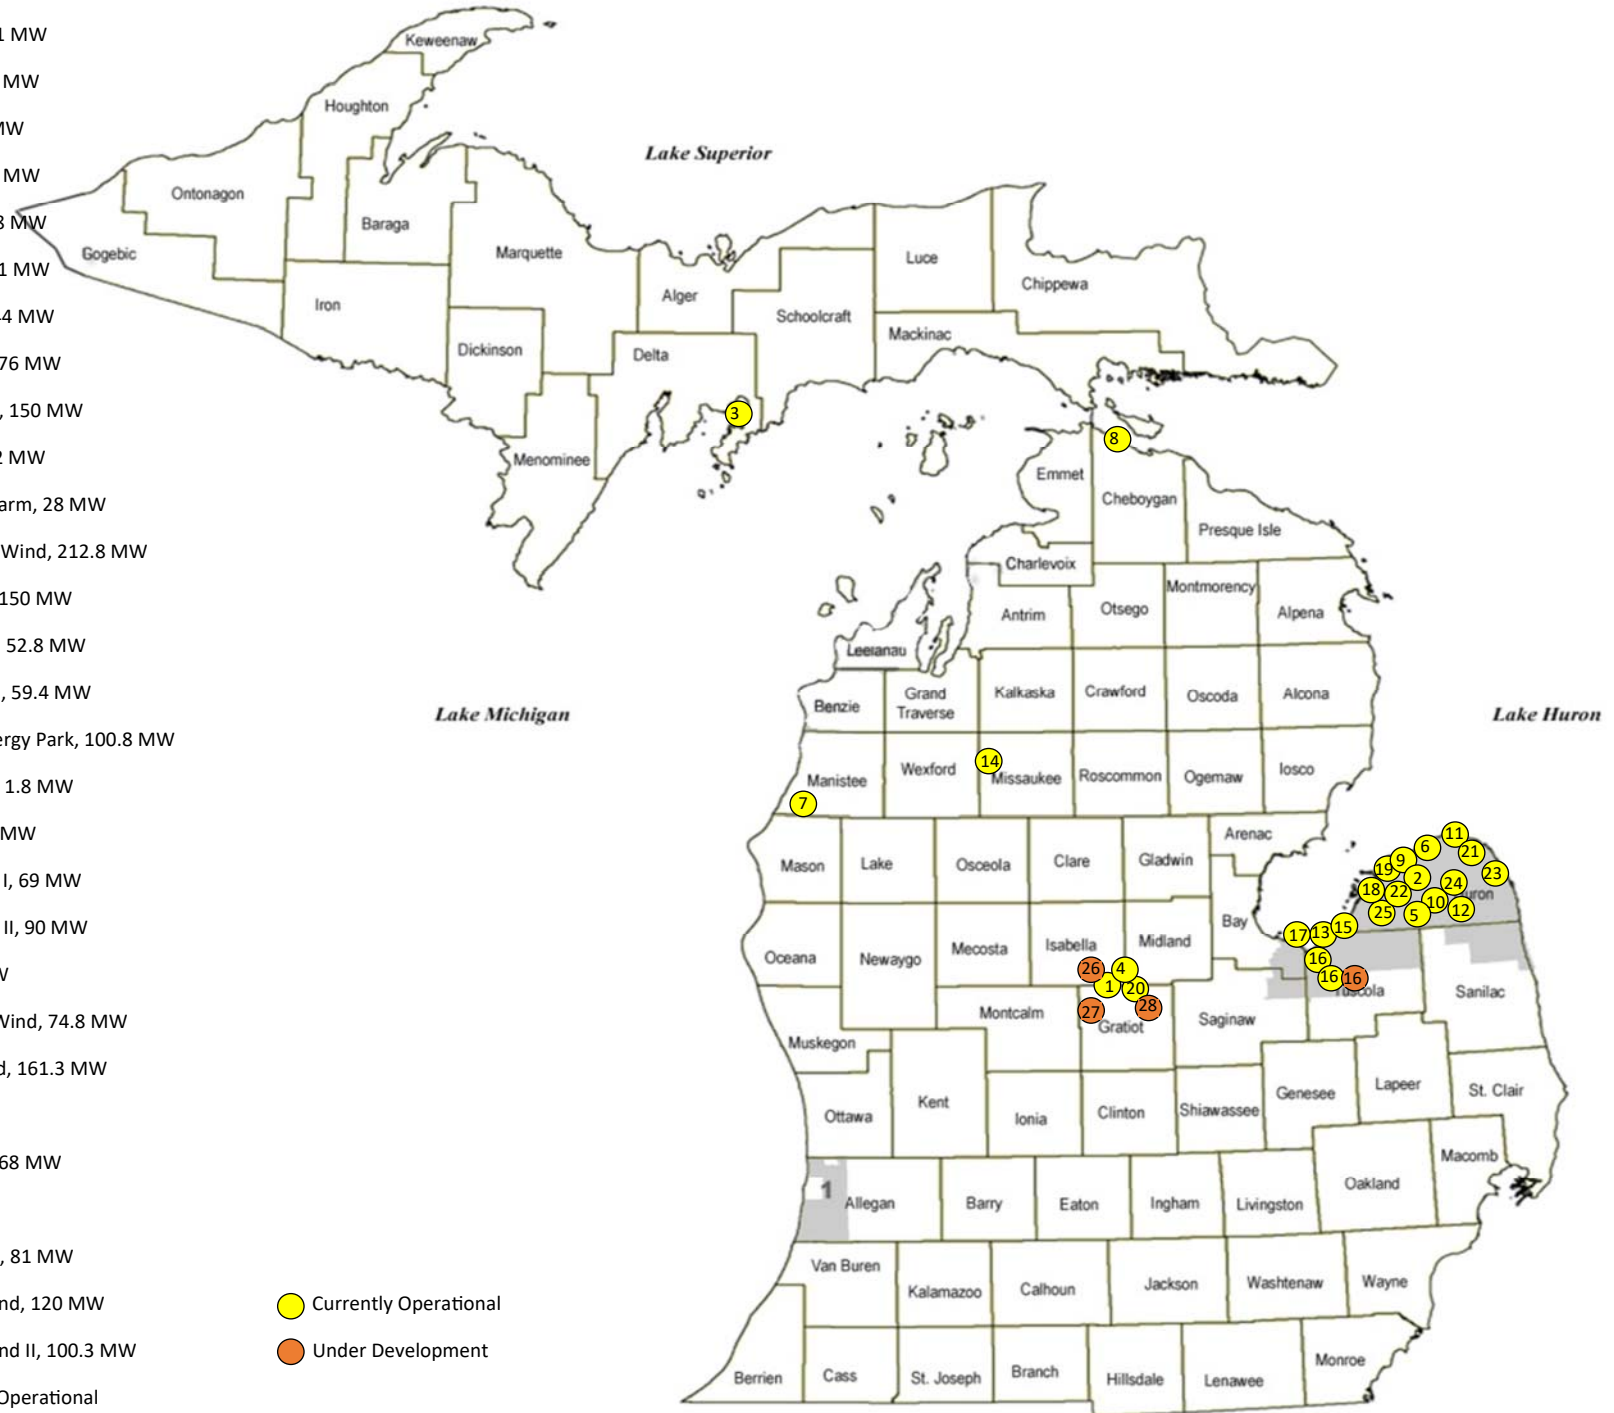 1 MW
MW
MW
MW
8 MW
1 MW
44 MW
76 MW
, 150 MW
2 MW
arm, 28 MW
Wind, 212.8 MW
150 MW
52.8 MW
, 59.4 MW
ergy Park, 100.8 MW
1.8 MW
MW
I, 69 MW
II, 90 MW
W
Wind, 74.8 MW
d, 161.3 MW
68 MW
, 81 MW
nd, 120 MW
nd II, 100.3 MW
Operational
Currently Operational
Under Development
Lake Superior
Lake Michigan
Lake Huron
Keweenaw
Houghton
Ontonagon
Baraga
Gogebic
Marquette
Iron
Alger
Luce
Chippewa
Schoolcraft
Mackinac
Dickinson
Delta
3
8
Menominee
Emmet
Cheboygan
Presque Isle
Charlevoix
Antrim
Otsego
Montmorency
Alpena
Leelanau
Benzie
Grand
Traverse
Kalkaska
Crawford
Oscoda
Alcona
Manistee
7
Wexford
14
Missaukee
Roscommon
Ogemaw
Iosco
Mason
Lake
Osceola
Clare
Gladwin
Arenac
11
6
21
9
19
2
23
24
18
22
uron
10
12
25
5
15
13
17
16
16
16
Tuscola
Bay
Oceana
Newaygo
Mecosta
Isabella
Midland
26
4
1
20
27
28
Gratiot
Montcalm
Saginaw
Sanilac
Muskegon
Ottawa
Kent
Ionia
Clinton
Shiawassee
Genesee
Lapeer
St. Clair
1
Allegan
Barry
Eaton
Ingham
Livingston
Oakland
Macomb
Van Buren
Kalamazoo
Calhoun
Jackson
Washtenaw
Wayne
Berrien
Cass
St. Joseph
Branch
Hillsdale
Lenawee
Monroe